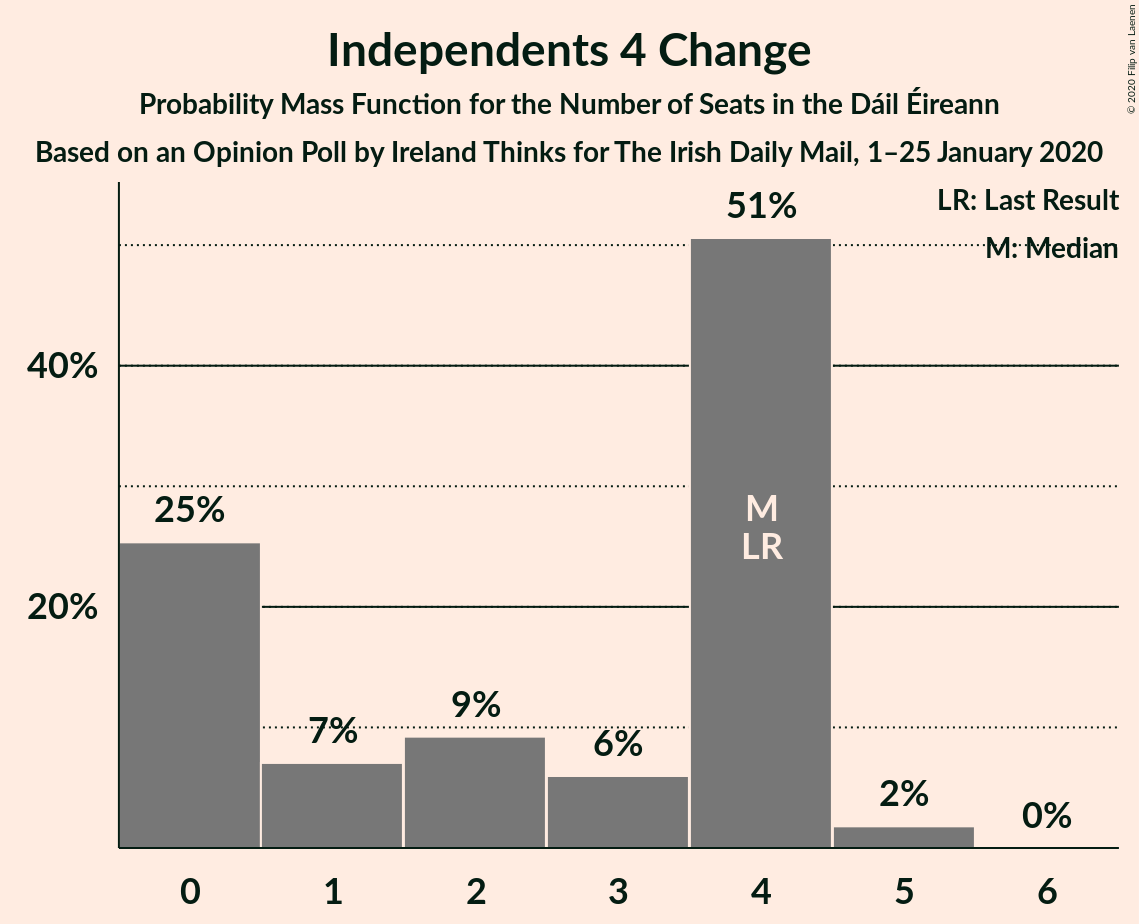 Independents 4 Change
Probability Mass Function for the Number of Seats in the Dáil Éireann
Based on an Opinion Poll by Ireland Thinks for The Irish Daily Mail, 1–25 January 2020
© 2020 Filip van Laenen
LR: Last Result
M: Median
51%
40%
25%
M
LR
20%
9%
7%
6%
2%
0%
0 1 2 3 4 5 6